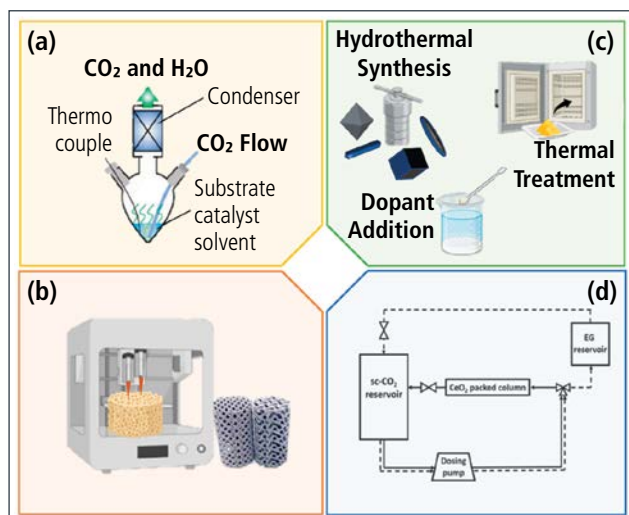 (a)
CO₂ and H₂O
Condenser
Thermo
couple
CO₂ Flow
Substrate
catalyst
solvent
(c)
Hydrothermal
Synthesis
Thermal
Treatment
Dopant
Addition
(b)
(d)
EG
reservoir
sc-CO₂
reservoir
CeO₂ packed column
Dosing
pump